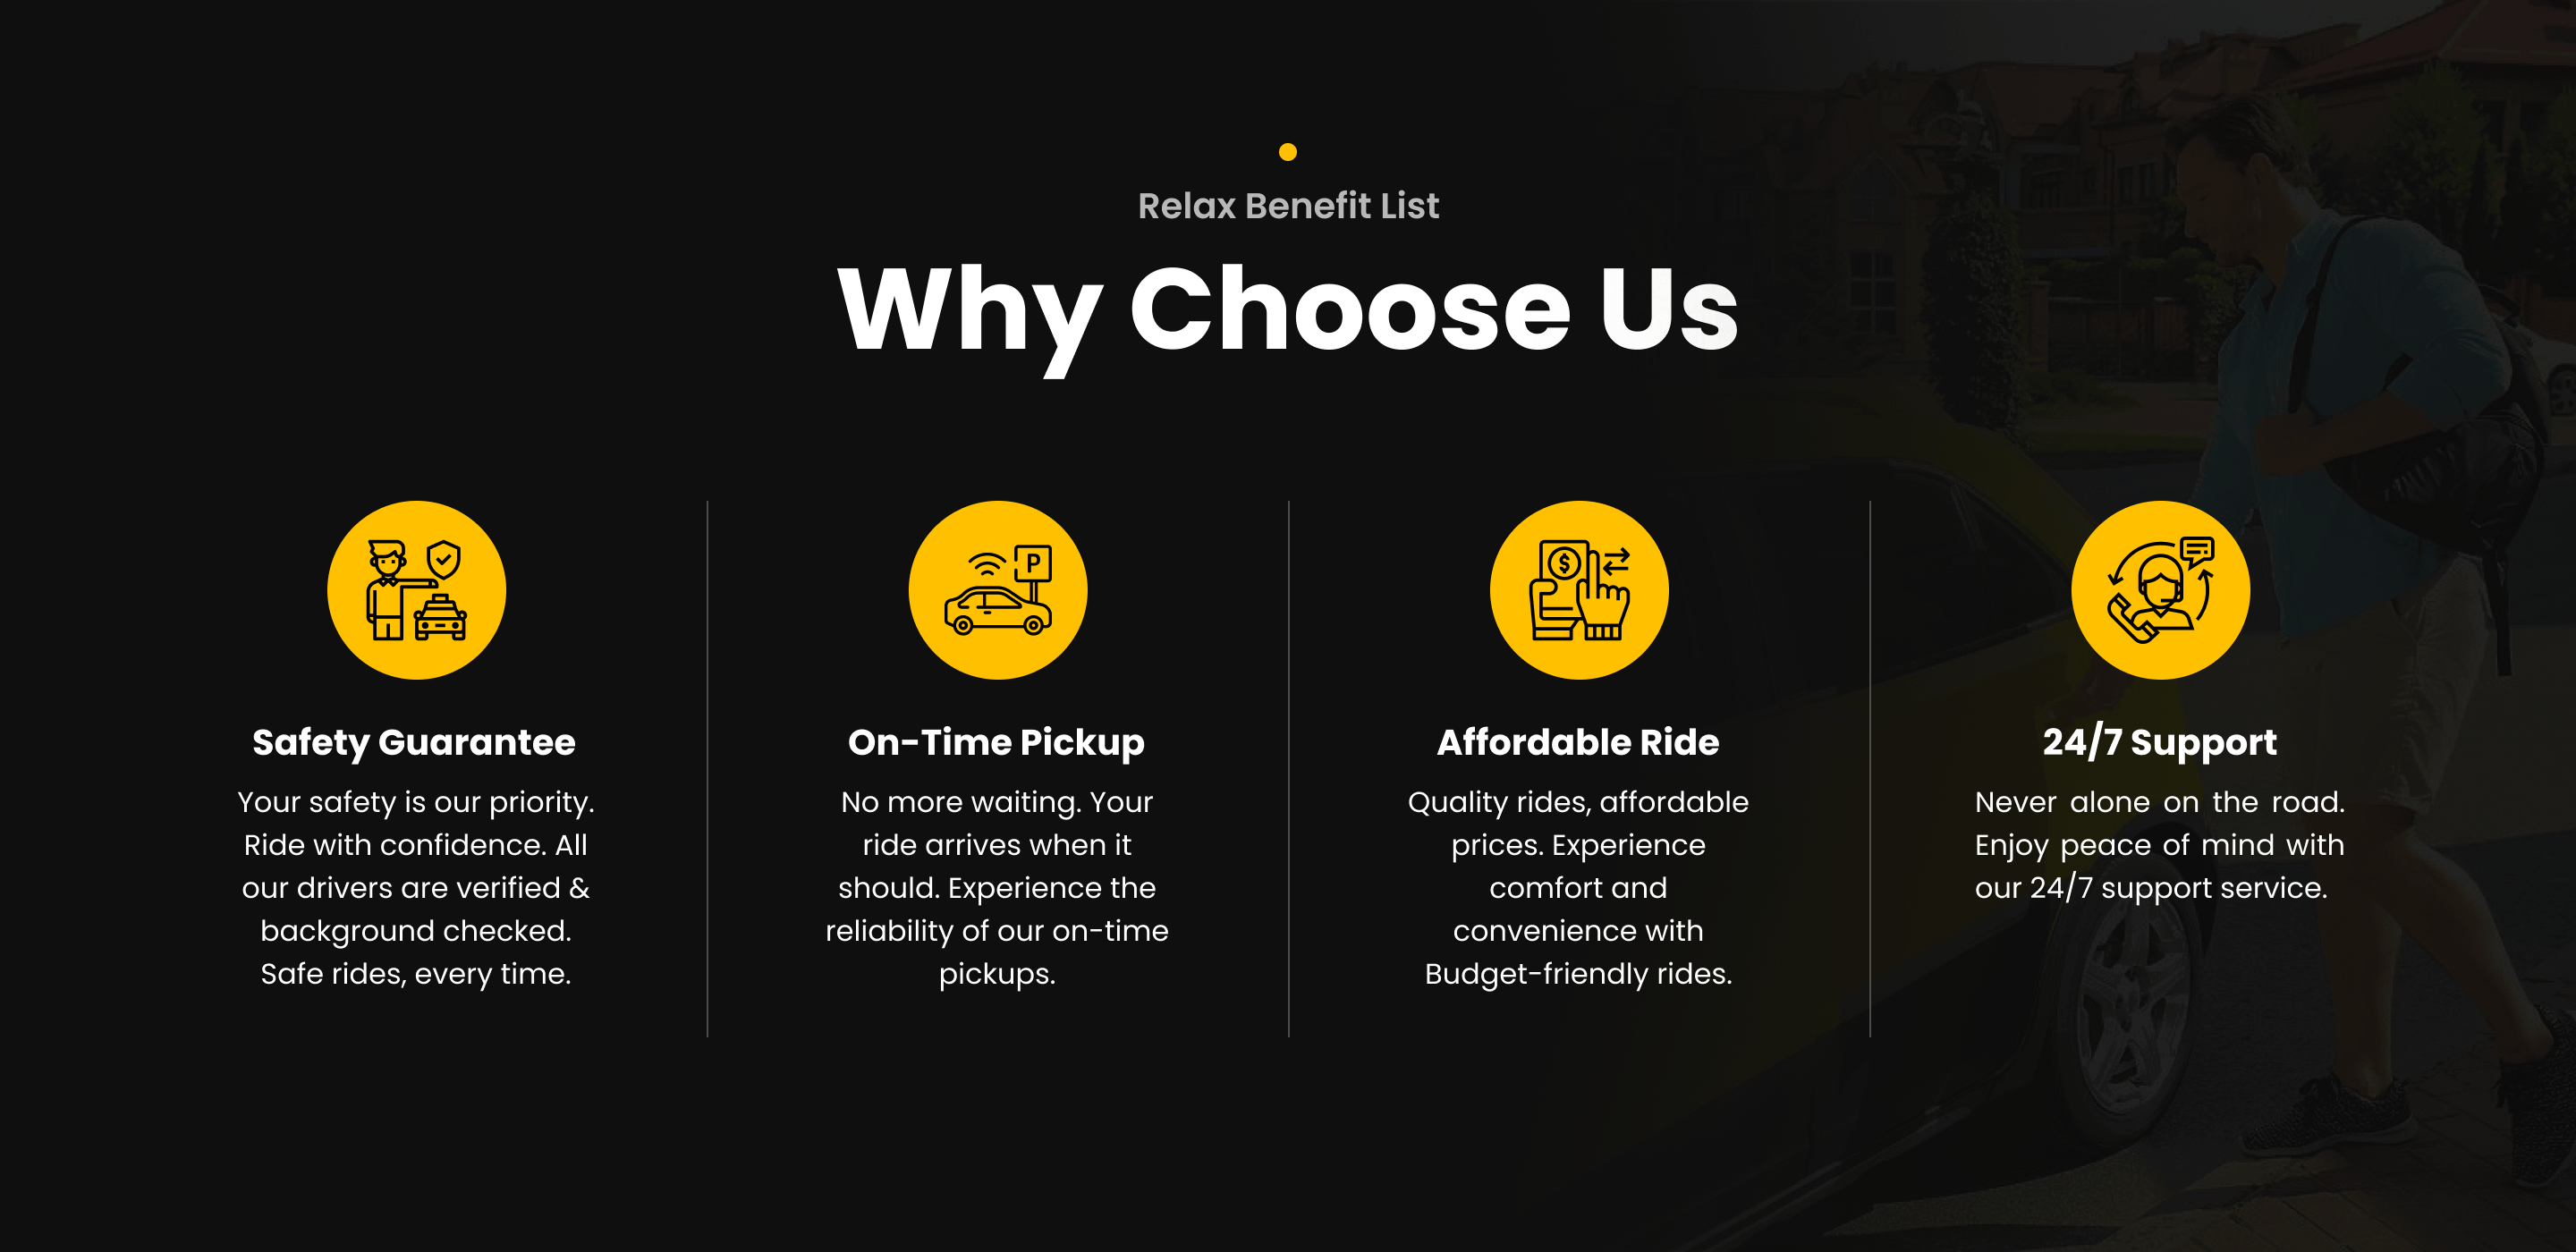 Relax Benefit List
Why Choose Us
P
$
Safety Guarantee
Your safety is our priority.
Ride with confidence. All
our drivers are verified &
background checked.
Safe rides, every time.
On-Time Pickup
No more waiting. Your
ride arrives when it
should. Experience the
reliability of our on-time
pickups.
Affordable Ride
Quality rides, affordable
prices. Experience
comfort and
convenience with
Budget-friendly rides.
24/7 Support
Never alone on the road.
Enjoy peace of mind with
our 24/7 support service.